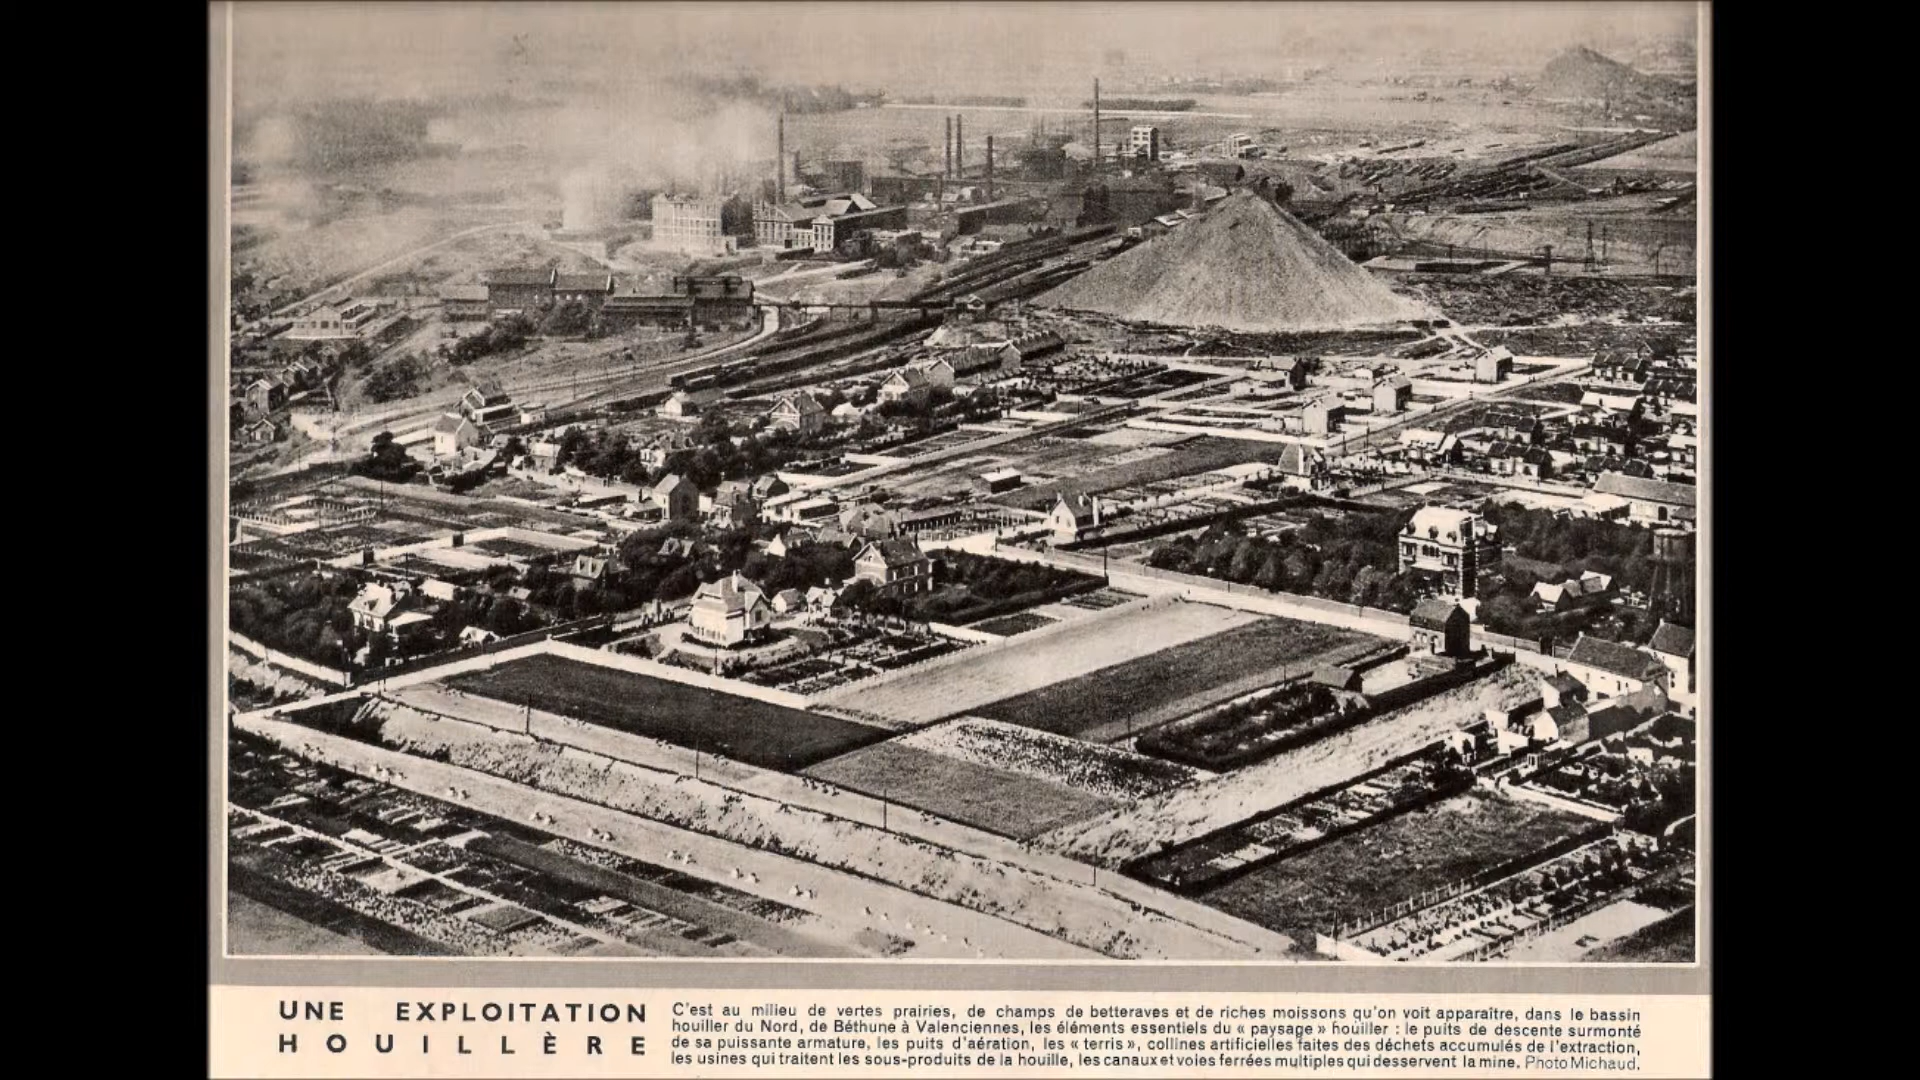 UNE EXPLOITATION
HOUILLÈRE
C'est au milieu de vertes prairies, de champs de betteraves et de riches moissons qu'on voit apparaître, dans le bassin
houiller du Nord, de Béthune à Valenciennes, les éléments essentiels du « paysage » houiller : le puits de descente surmonté
de sa puissante armature, les puits d'aération, les « terris », collines artificielles faites des déchets accumulés de l'extraction,
les usines qui traitent les sous-produits de la houille, les canaux et voies ferrées multiples qui desservent la mine. Photo Michaud.